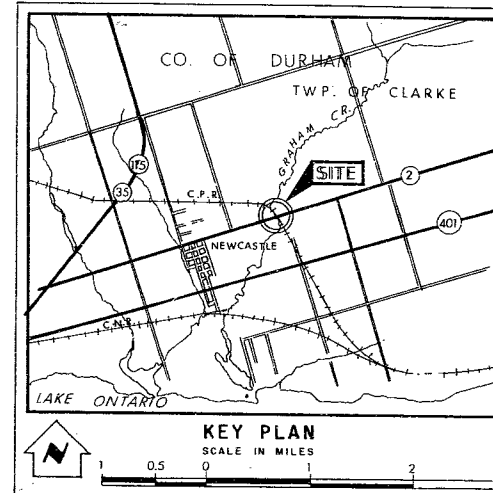 CO. OF DURHAM
TWP. OF CLARKE
GRAHAM CR.
115
35
SITE
C.P.R.
2
401
NEWCASTLE
C.N.R.
LAKE ONTARIO
N
KEY PLAN
SCALE IN MILES
1 0.5 0 1 2